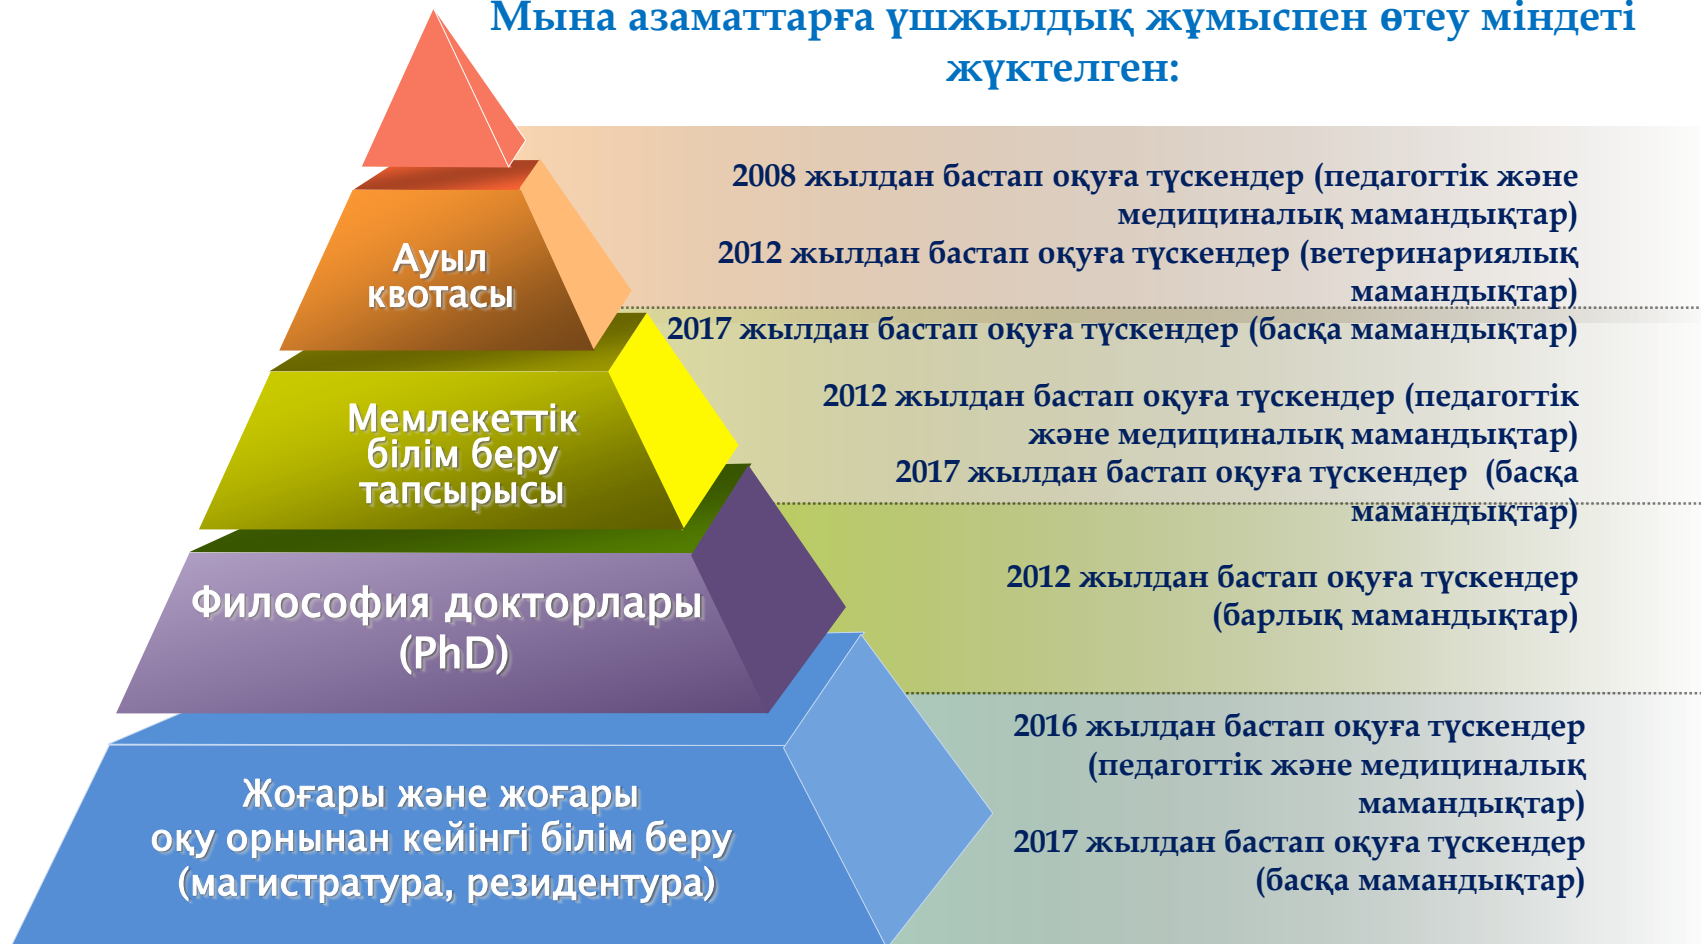 Мына азаматтарға үшжылдық жұмыспен өтеу міндеті
жүктелген:
Ауыл
квотасы
2008 жылдан бастап оқуға түскендер (педагогтік және
медициналық мамандықтар)
2012 жылдан бастап оқуға түскендер (ветеринариялық
мамандықтар)
2017 жылдан бастап оқуға түскендер (басқа мамандықтар)
Мемлекеттік
білім беру
тапсырысы
2012 жылдан бастап оқуға түскендер (педагогтік
және медициналық мамандықтар)
2017 жылдан бастап оқуға түскендер (басқа
мамандықтар)
Философия докторлары
(PhD)
2012 жылдан бастап оқуға түскендер
(барлық мамандықтар)
Жоғары және жоғары
оқу орнынан кейінгі білім беру
(магистратура, резидентура)
2016 жылдан бастап оқуға түскендер
(педагогтік және медициналық
мамандықтар)
2017 жылдан бастап оқуға түскендер
(басқа мамандықтар)